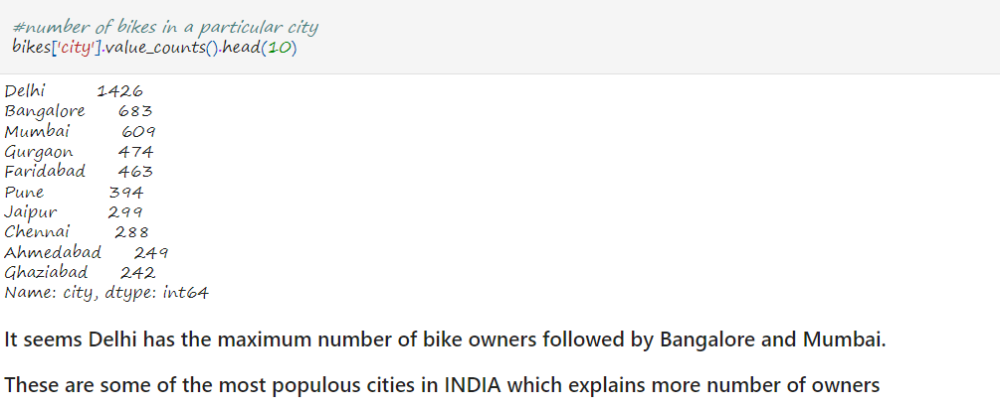 #number of bikes in a particular city
bikes['city'].value_counts().head(10)
Delhi 1426
Bangalore 683
Mumbai 609
Gurgaon 474
Faridabad 463
Pune 394
Jaipur 299
Chennai 288
Ahmedabad 249
Ghaziabad 242
Name: city, dtype: int64
It seems Delhi has the maximum number of bike owners followed by Bangalore and Mumbai.
These are some of the most populous cities in INDIA which explains more number of owners